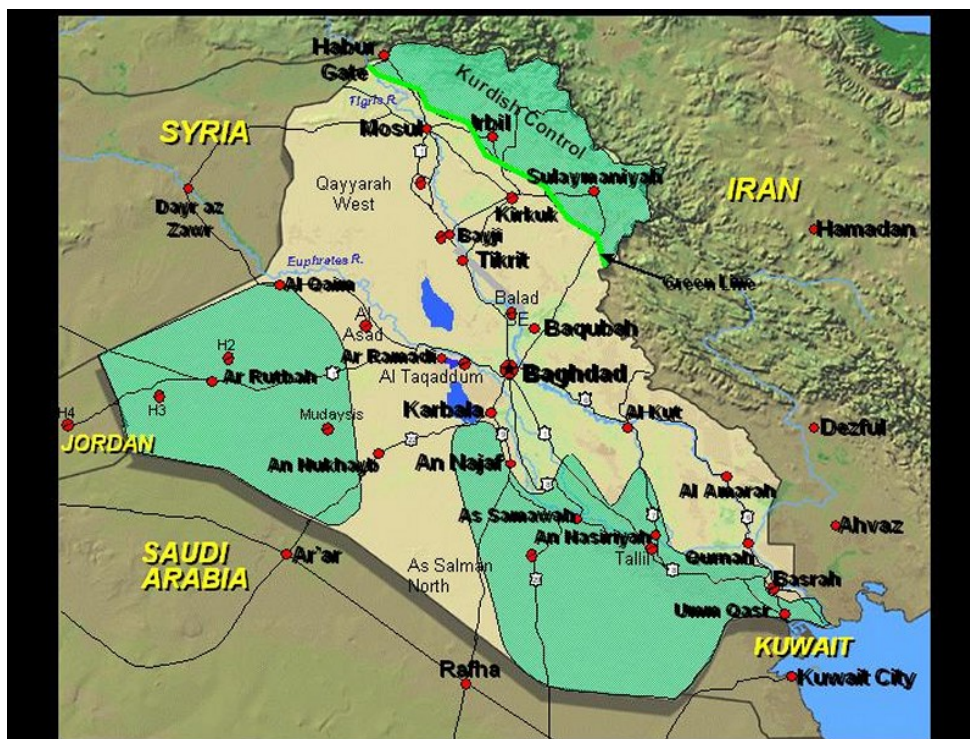 Habur
Gate
Kurdish Control
Tigris R.
SYRIA
Mosul
Irbil
Qayyarah
West
Sulaymaniyah
IRAN
Dayr az
Zawr
Kirkuk
Hamadan
Bayji
Euphrates R.
Tikrit
Green Line
Al Qaim
Balad
SE
Al
Asad
Baqubah
H2
Ar Ramadi
Ar Rutbah
Al Taqaddum
Baghdad
H3
H4
Mudaysis
Karbala
Al Kut
JORDAN
Dezful
An Nukhayb
An Najaf
Al Amarah
As Samawah
Ahvaz
SAUDI
ARABIA
Ar'ar
An Nasiriyah
Tallil
Qurnah
As Salman
North
Basrah
Umm Qasr
KUWAIT
Rafha
Kuwait City